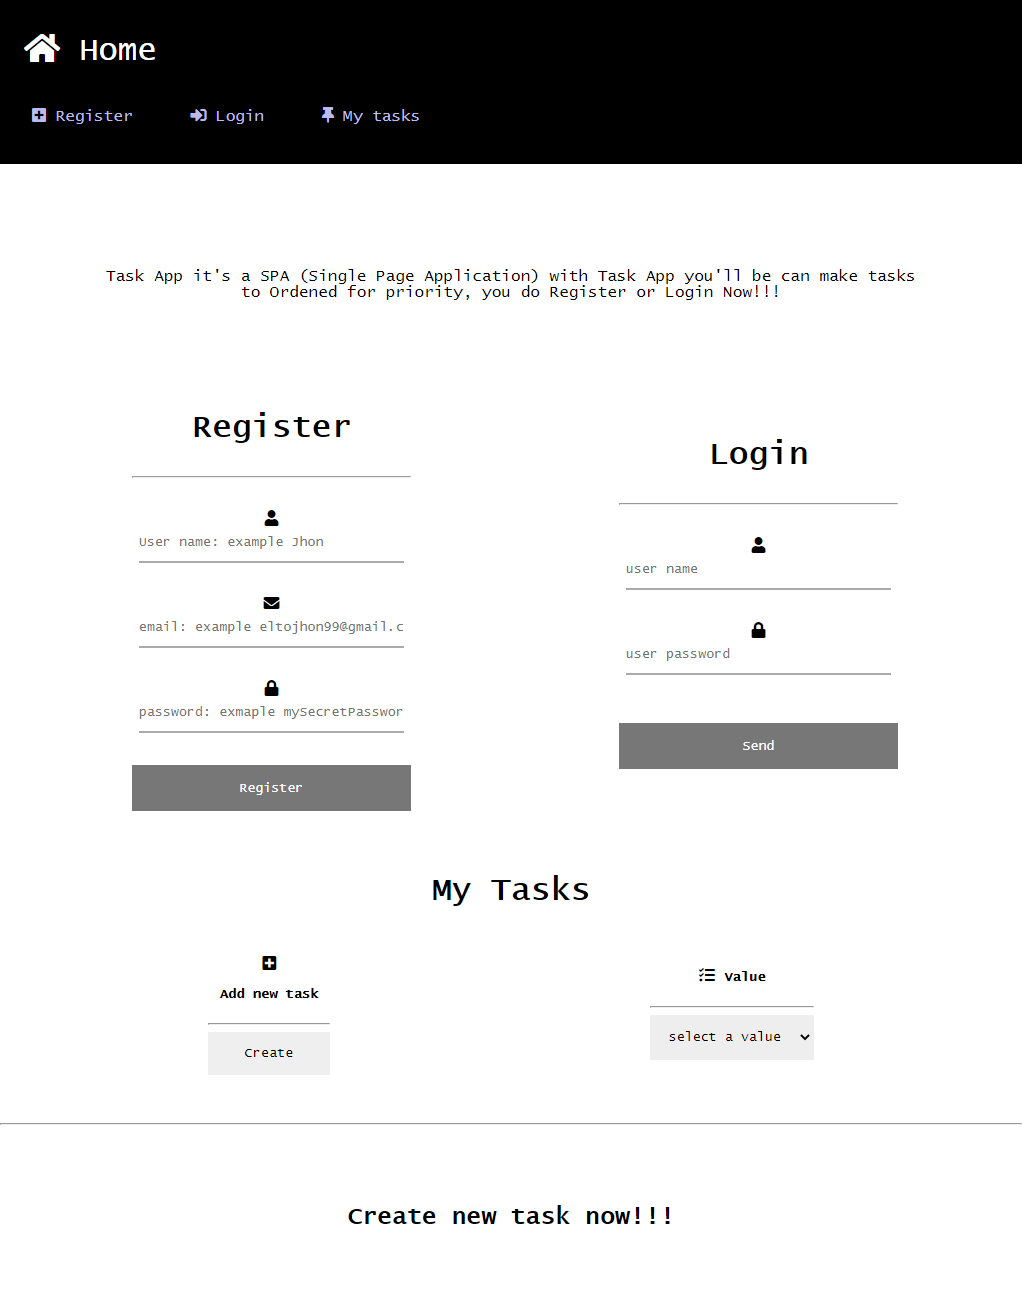 Home
Register
Login
My tasks
Task App it's a SPA (Single Page Application) with Task App you'll be can make tasks
to Ordened for priority, you do Register or Login Now!!!
Register
User name: example Jhon
email: example eltojhon99@gmail.c
password: exmaple mySecretPasswor
Register
Login
user name
user password
Send
My Tasks
Add new task
Create
Value
select a value
Create new task now!!!